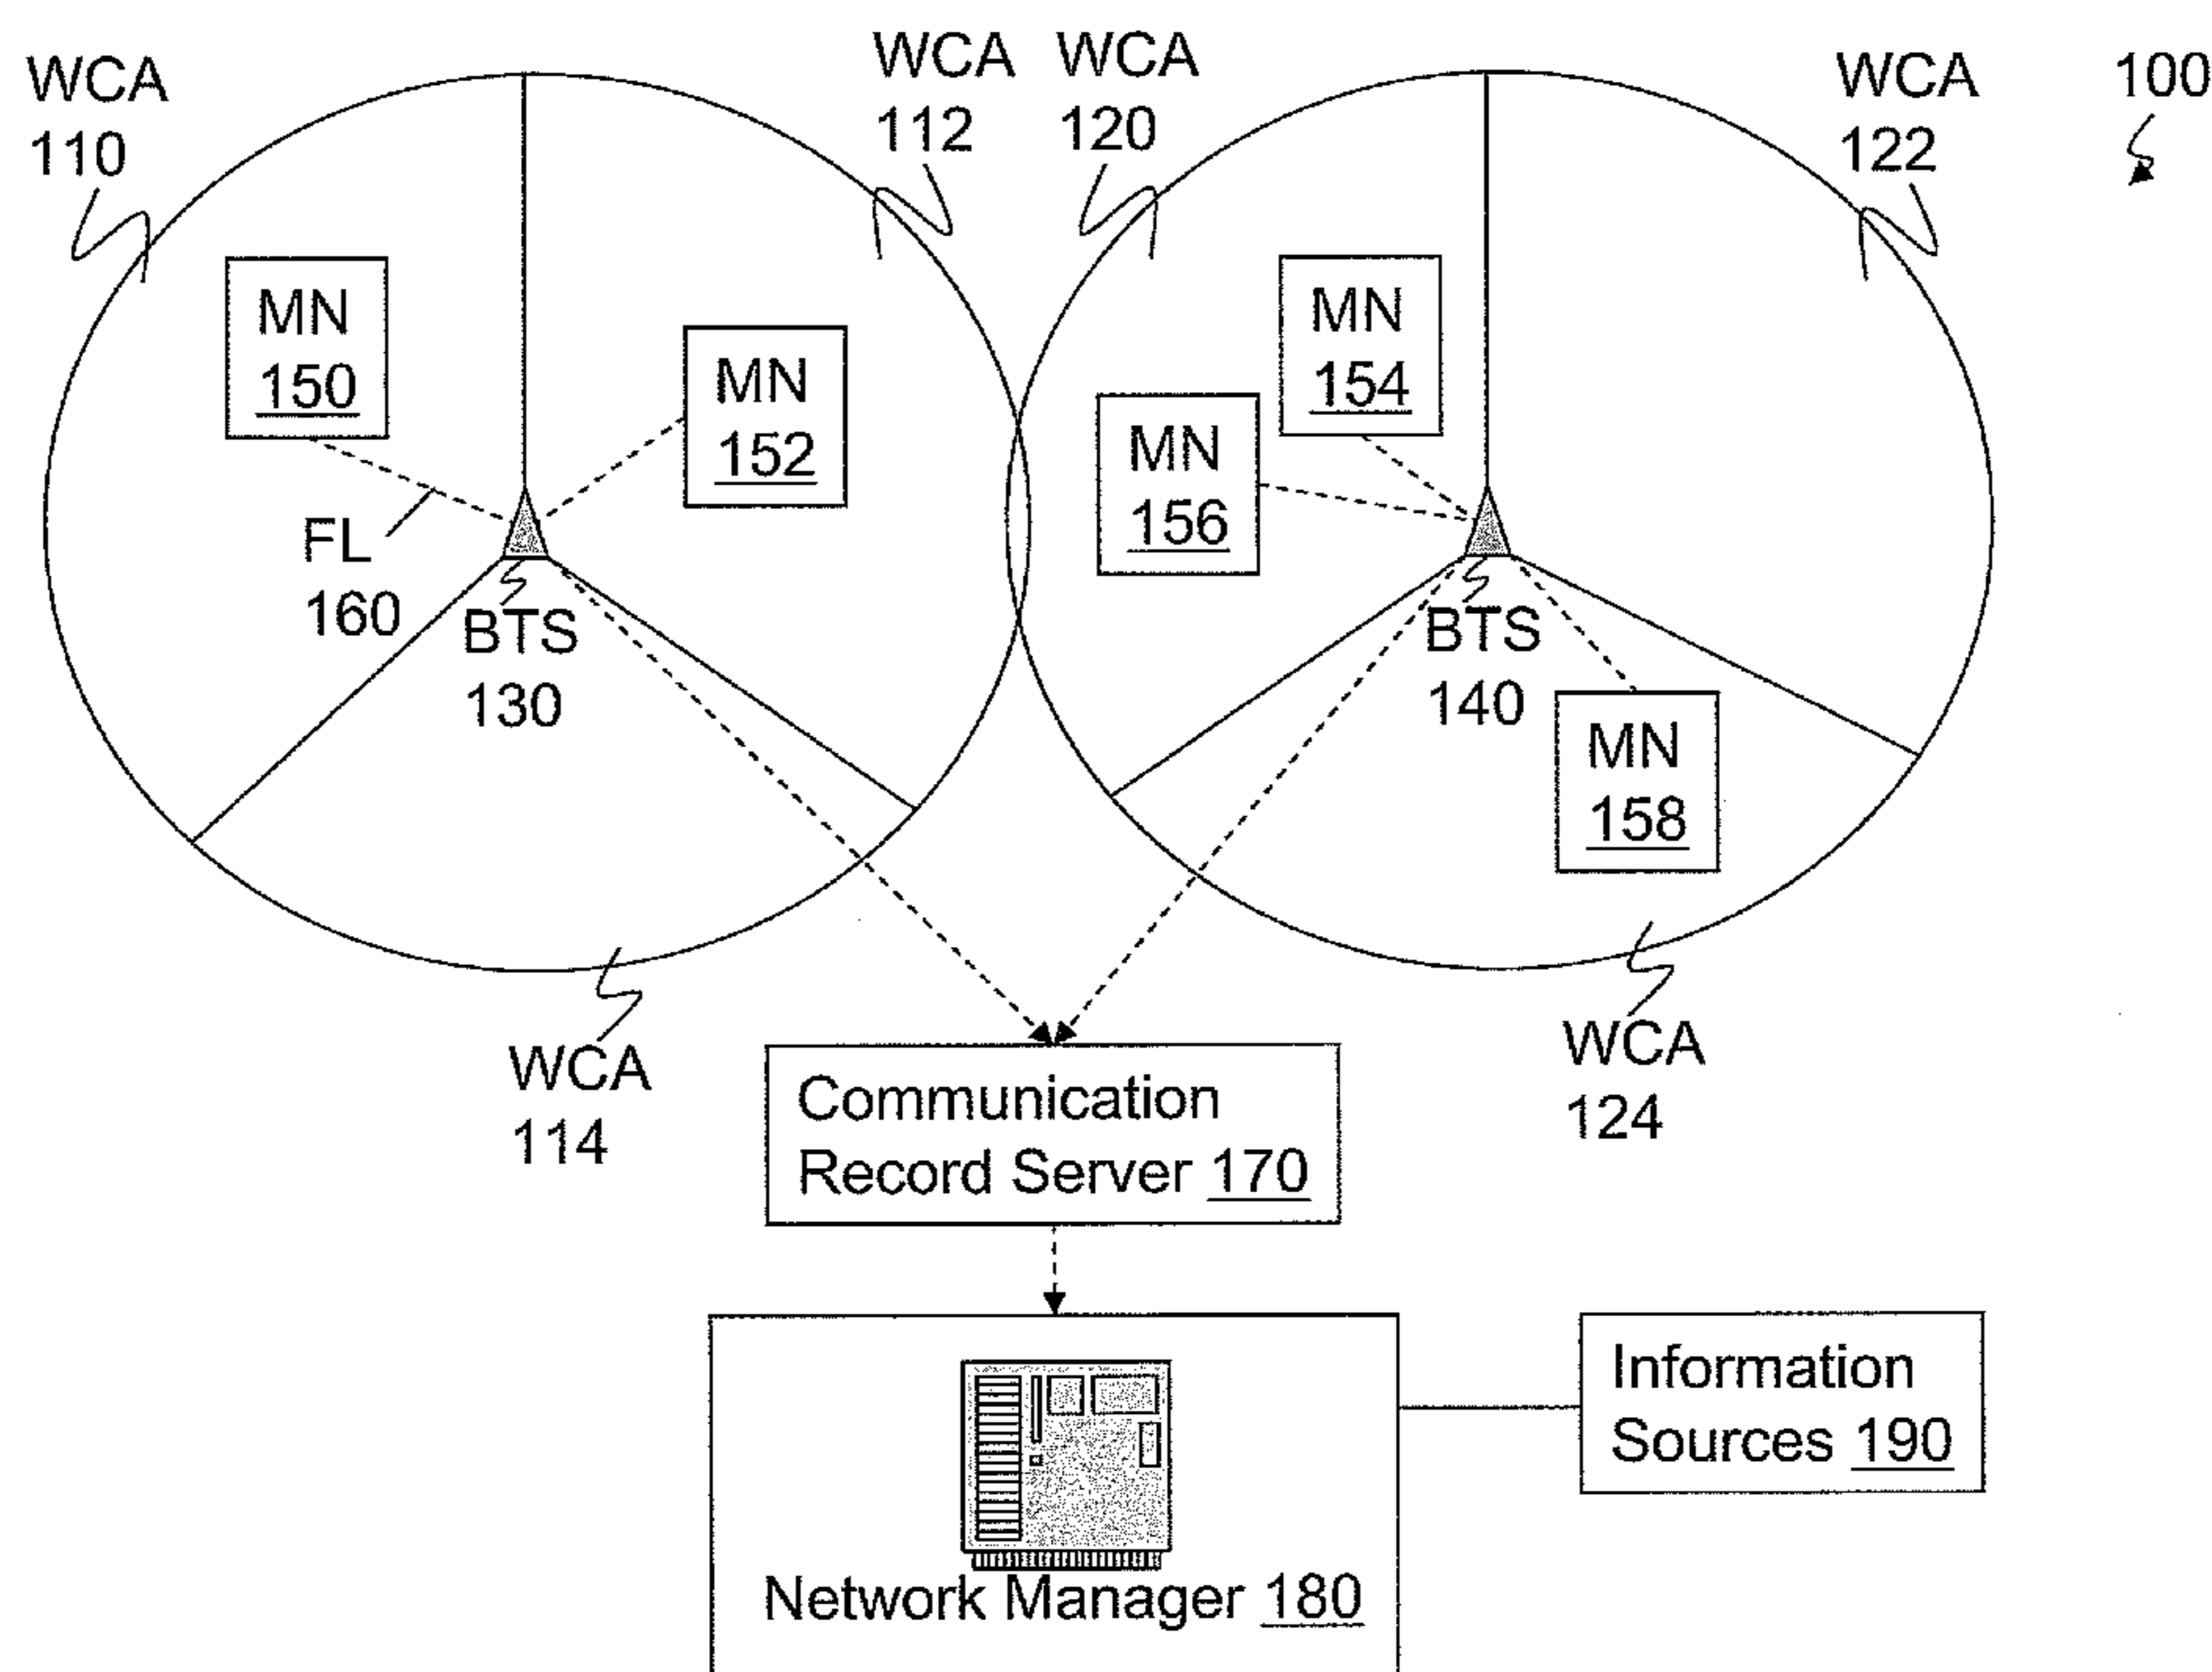 WCA
110
WCA
112
WCA
120
WCA
122
100
MN
150
MN
152
MN
154
MN
156
FL
160
BTS
130
BTS
140
MN
158
WCA
114
WCA
124
Communication
Record Server 170
Information
Sources 190
Network Manager 180